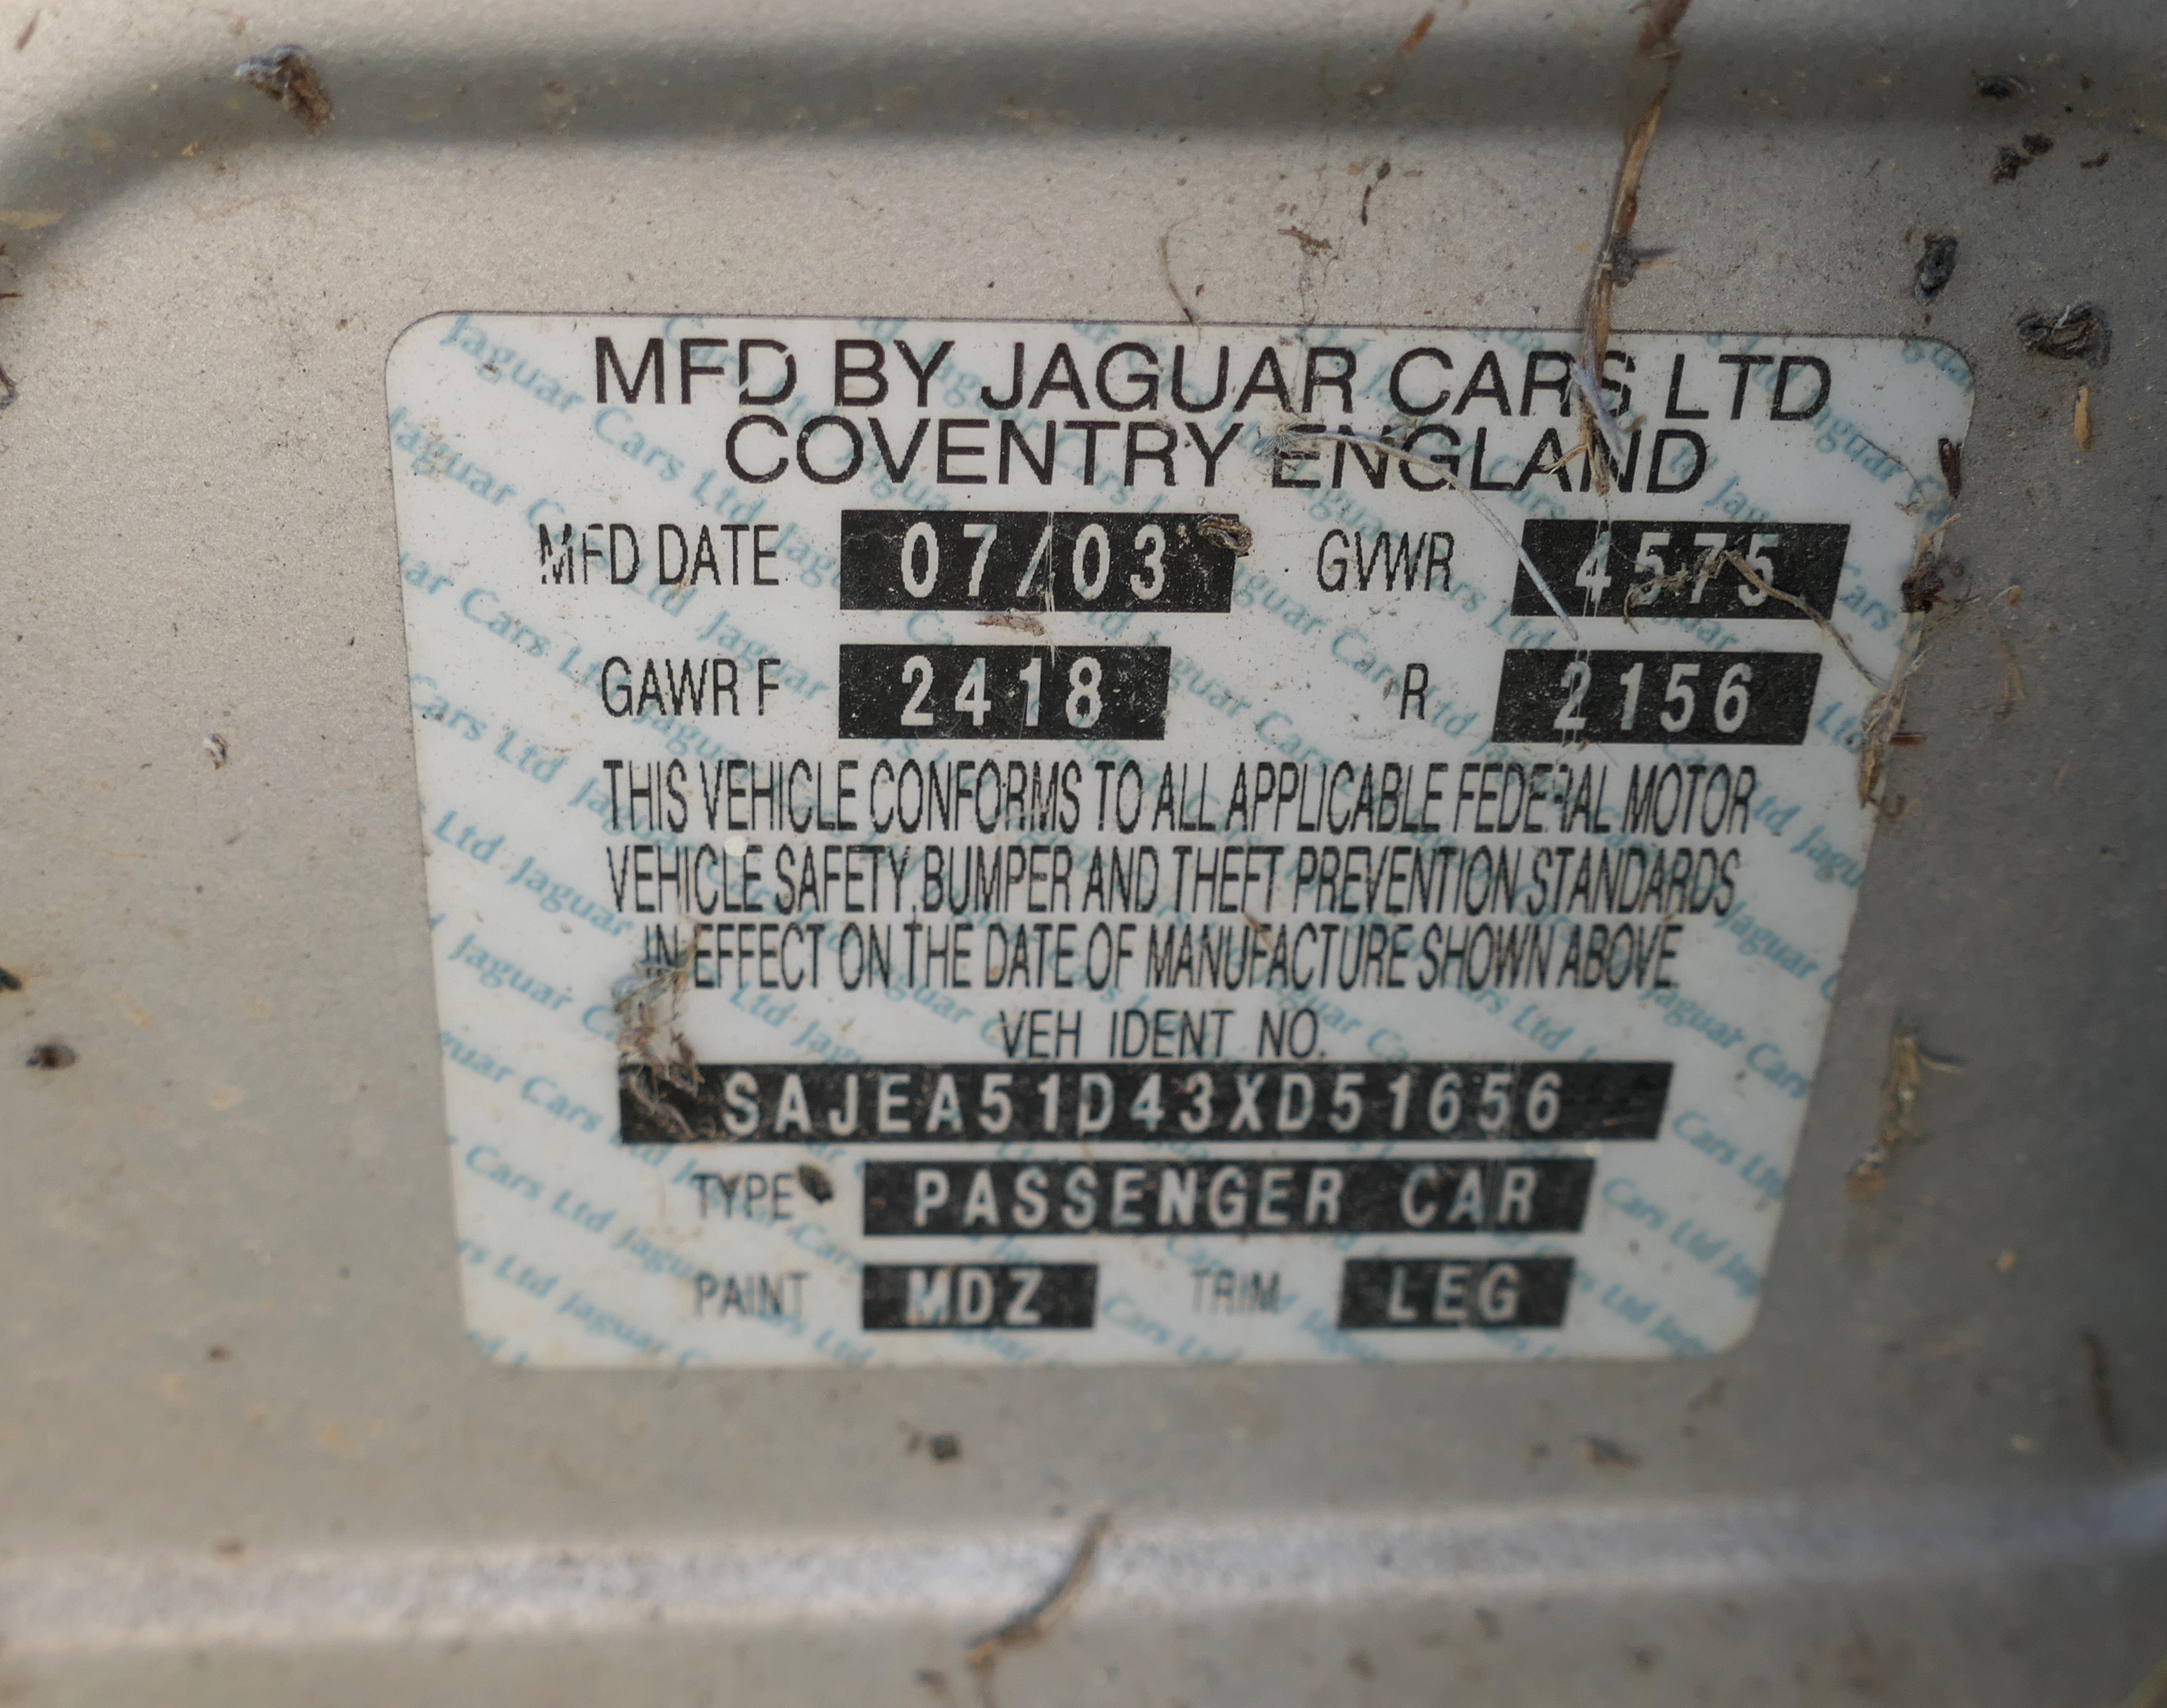 MFD BY JAGUAR CARS LTD
COVENTRY ENGLAND
MFD DATE 07/03 GVWR 4575
GAWR F 2418 R 2156
THIS VEHICLE CONFORMS TO ALL APPLICABLE FEDERAL MOTOR
VEHICLE SAFETY, BUMPER AND THEFT PREVENTION STANDARDS
IN EFFECT ON THE DATE OF MANUFACTURE SHOWN ABOVE.
VEH IDENT NO.
SAJEA51D43XD51656
TYPE PASSENGER CAR
PAINT MDZ TRIM LEG